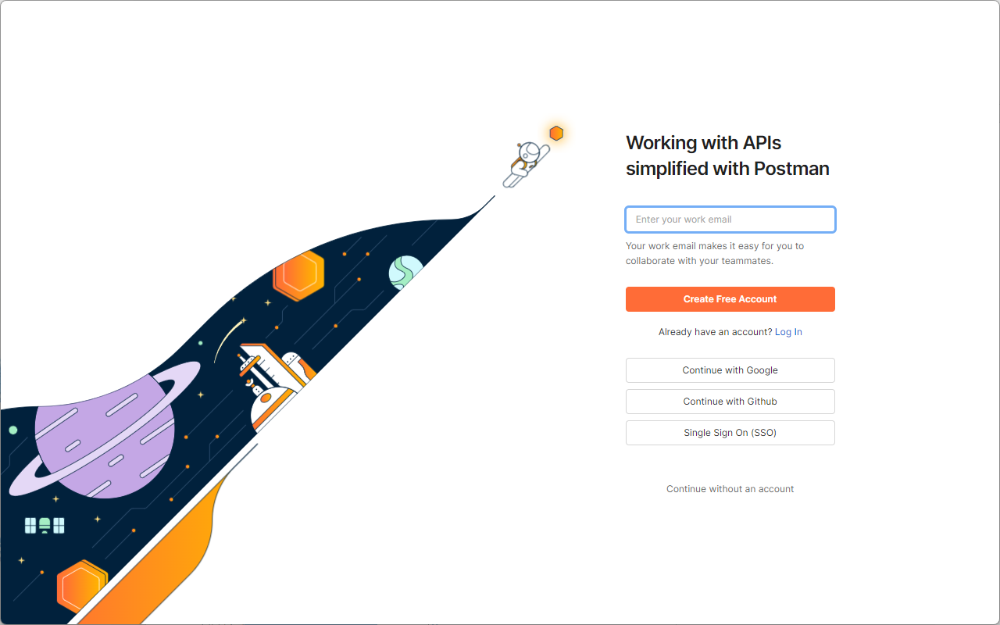 Working with APIs
simplified with Postman
Enter your work email
Your work email makes it easy for you to
collaborate with your teammates.
Create Free Account
Already have an account? Log In
Continue with Google
Continue with Github
Single Sign On (SSO)
Continue without an account